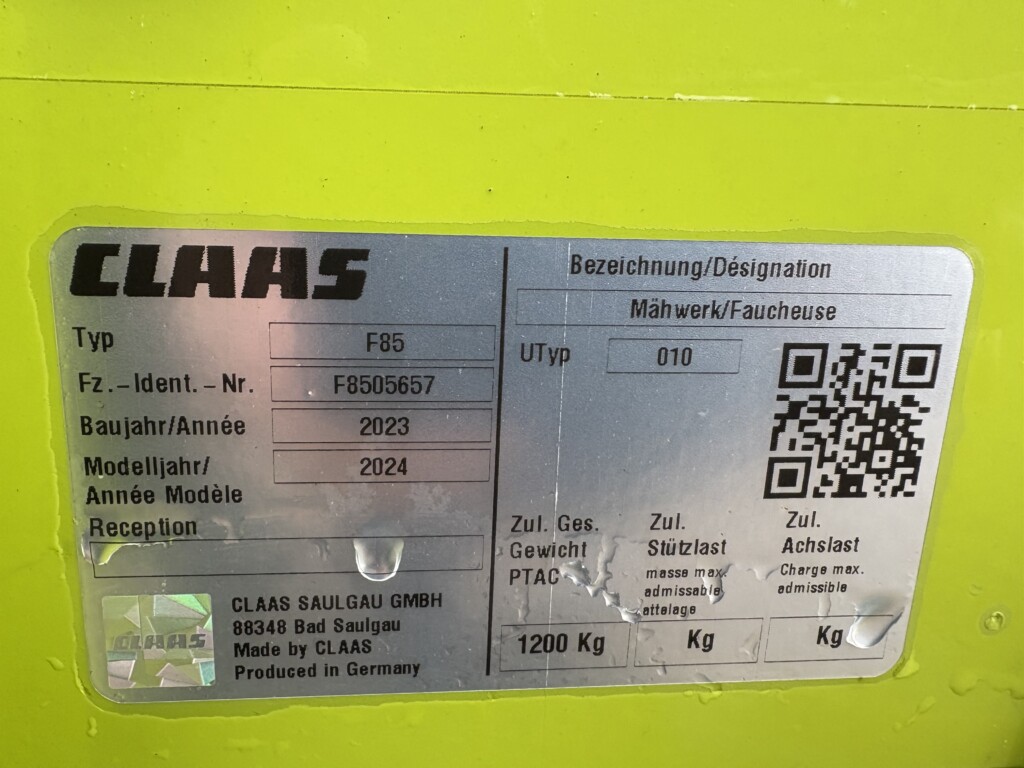 CLAAS
Typ F85
Fz.-Ident.-Nr. F8505657
Baujahr/Année 2023
Modelljahr/ 2024
Année Modèle
Reception
CLAAS
CLAAS SAULGAU GMBH
88348 Bad Saulgau
Made by CLAAS
Produced in Germany
Bezeichnung/Désignation
Mähwerk/Faucheuse
UTyp 010
Zul. Ges.
Gewicht
PTAC
1200 Kg
Zul.
Stützlast
masse max.
admissable
attelage
Kg
Zul.
Achslast
Charge max.
admissible
Kg